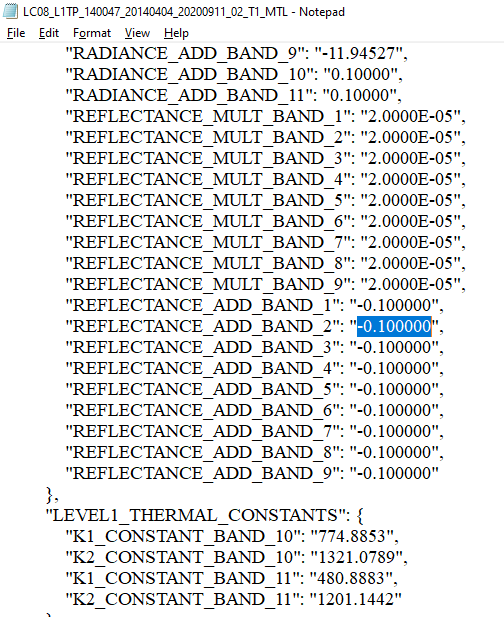 LC08_L1TP_140047_20140404_20200911_02_T1_MTL - Notepad
File Edit Format View Help
"RADIANCE_ADD_BAND_9": "-11.94527",
"RADIANCE_ADD_BAND_10": "0.10000",
"RADIANCE_ADD_BAND_11": "0.10000",
"REFLECTANCE_MULT_BAND_1": "2.0000E-05",
"REFLECTANCE_MULT_BAND_2": "2.0000E-05",
"REFLECTANCE_MULT_BAND_3": "2.0000E-05",
"REFLECTANCE_MULT_BAND_4": "2.0000E-05",
"REFLECTANCE_MULT_BAND_5": "2.0000E-05",
"REFLECTANCE_MULT_BAND_6": "2.0000E-05",
"REFLECTANCE_MULT_BAND_7": "2.0000E-05",
"REFLECTANCE_MULT_BAND_8": "2.0000E-05",
"REFLECTANCE_MULT_BAND_9": "2.0000E-05",
"REFLECTANCE_ADD_BAND_1": "-0.100000",
"REFLECTANCE_ADD_BAND_2": "-0.100000",
"REFLECTANCE_ADD_BAND_3": "-0.100000",
"REFLECTANCE_ADD_BAND_4": "-0.100000",
"REFLECTANCE_ADD_BAND_5": "-0.100000",
"REFLECTANCE_ADD_BAND_6": "-0.100000",
"REFLECTANCE_ADD_BAND_7": "-0.100000",
"REFLECTANCE_ADD_BAND_8": "-0.100000",
"REFLECTANCE_ADD_BAND_9": "-0.100000"
},
"LEVEL1_THERMAL_CONSTANTS": {
"K1_CONSTANT_BAND_10": "774.8853",
"K2_CONSTANT_BAND_10": "1321.0789",
"K1_CONSTANT_BAND_11": "480.8883",
"K2_CONSTANT_BAND_11": "1201.1442"